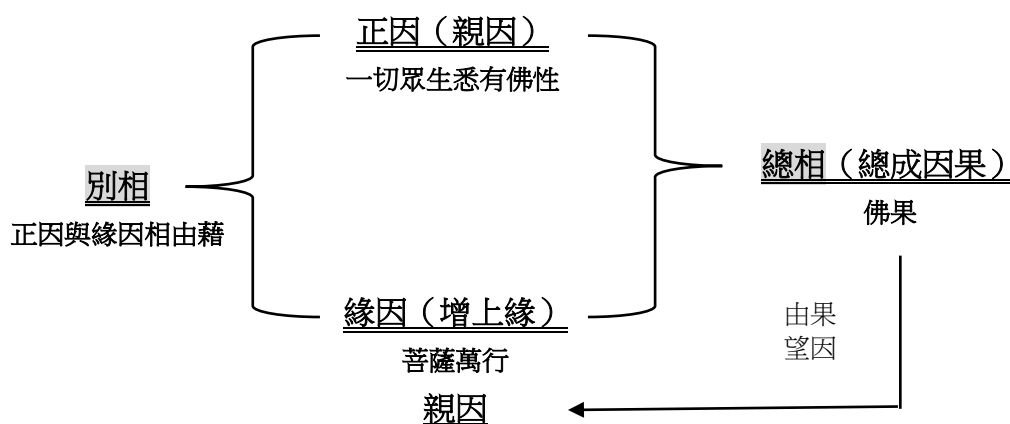 正因（親因）
一切眾生悉有佛性
別相
正因與緣因相由藉
總相（總成因果）
佛果
緣因（增上緣）
菩薩萬行
親因
由果
望因